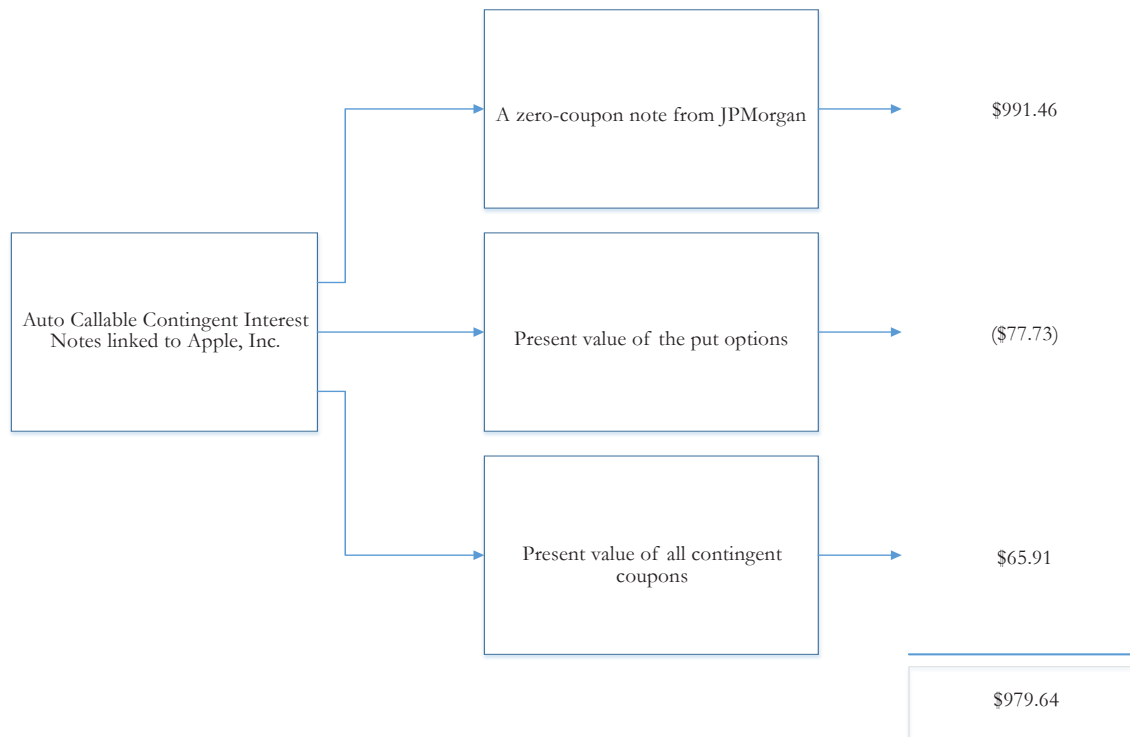 A zero-coupon note from JPMorgan
$991.46
Auto Callable Contingent Interest
Notes linked to Apple, Inc.
Present value of the put options
($77.73)
Present value of all contingent
coupons
$65.91
$979.64